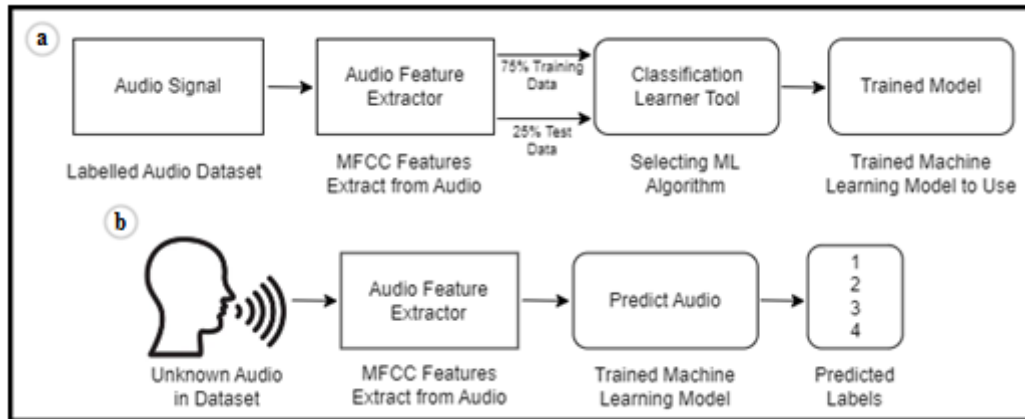 a
Audio Signal
Labelled Audio Dataset
Audio Feature
Extractor
MFCC Features
Extract from Audio
75% Training
Data
25% Test
Data
Classification
Learner Tool
Selecting ML
Algorithm
Trained Model
Trained Machine
Learning Model to Use
b
Unknown Audio
in Dataset
Audio Feature
Extractor
MFCC Features
Extract from Audio
Predict Audio
Trained Machine
Learning Model
1
2
3
4
Predicted
Labels